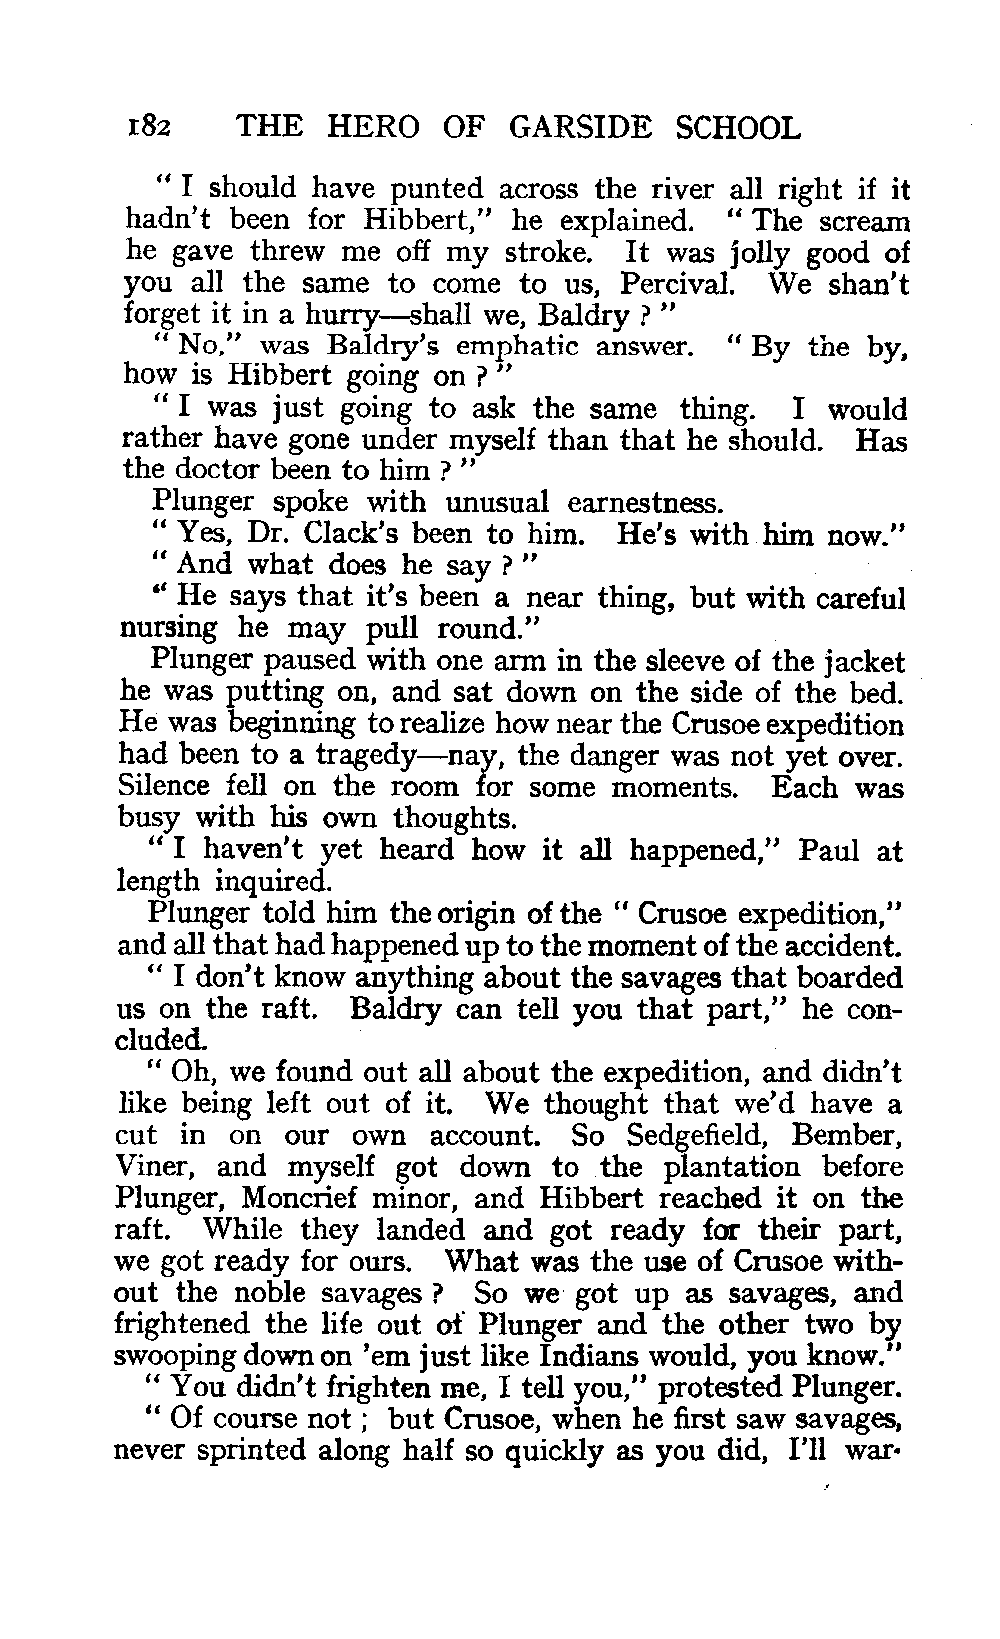 182 THE HERO OF GARSIDE SCHOOL
" I should have punted across the river all right if it
hadn't been for Hibbert," he explained. " The scream
he gave threw me off my stroke. It was jolly good of
you all the same to come to us, Percival. We shan't
forget it in a hurry—shall we, Baldry ? "
" No," was Baldry's emphatic answer. " By the by,
how is Hibbert going on ? "
" I was just going to ask the same thing. I would
rather have gone under myself than that he should. Has
the doctor been to him ? "
Plunger spoke with unusual earnestness.
" Yes, Dr. Clack's been to him. He's with him now."
" And what does he say ? "
" He says that it's been a near thing, but with careful
nursing he may pull round."
Plunger paused with one arm in the sleeve of the jacket
he was putting on, and sat down on the side of the bed.
He was beginning to realize how near the Crusoe expedition
had been to a tragedy—nay, the danger was not yet over.
Silence fell on the room for some moments. Each was
busy with his own thoughts.
" I haven't yet heard how it all happened," Paul at
length inquired.
Plunger told him the origin of the " Crusoe expedition,"
and all that had happened up to the moment of the accident.
" I don't know anything about the savages that boarded
us on the raft. Baldry can tell you that part," he con-
cluded.
" Oh, we found out all about the expedition, and didn't
like being left out of it. We thought that we'd have a
cut in on our own account. So Sedgefield, Bember,
Viner, and myself got down to the plantation before
Plunger, Moncrief minor, and Hibbert reached it on the
raft. While they landed and got ready for their part,
we got ready for ours. What was the use of Crusoe with-
out the noble savages ? So we got up as savages, and
frightened the life out of Plunger and the other two by
swooping down on 'em just like Indians would, you know."
" You didn't frighten me, I tell you," protested Plunger.
" Of course not ; but Crusoe, when he first saw savages,
never sprinted along half so quickly as you did, I'll war-